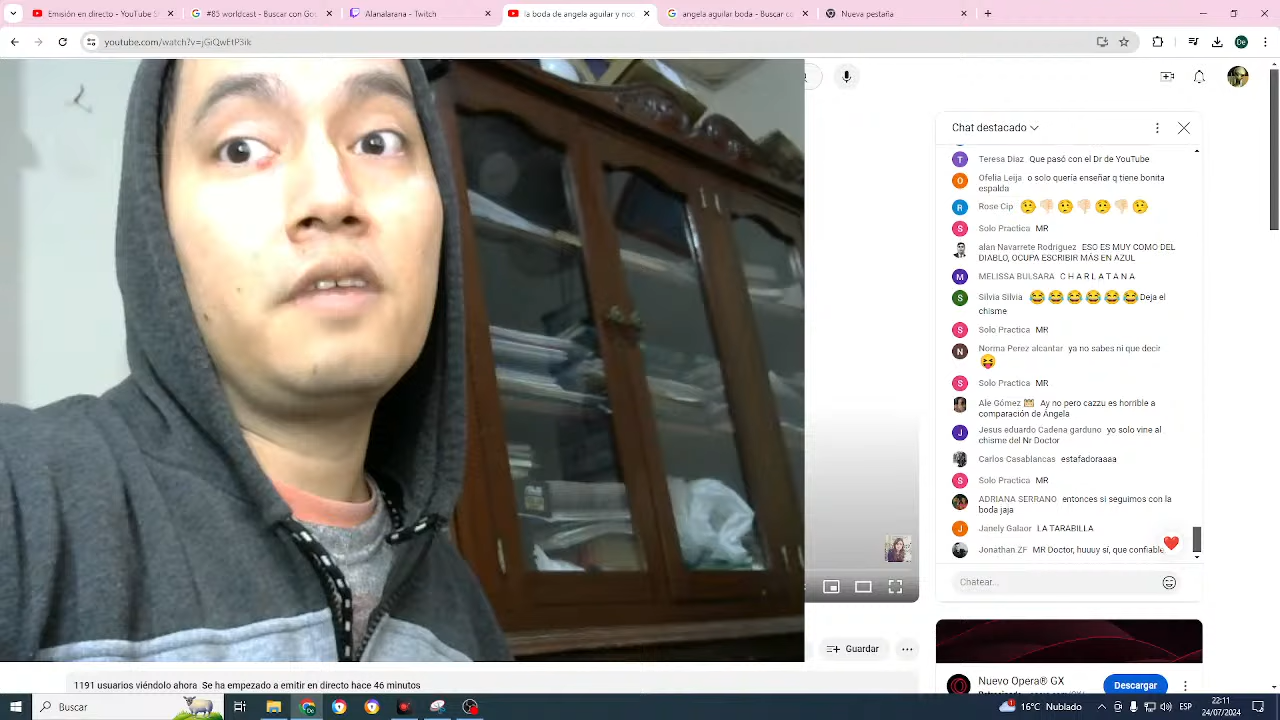 Emisión en directo - YouTube St
#85 workfest - Buscar con Goo
Alanalarana - Twitch
la boda de angela aguilar y nod
angela aguilar boda - Buscar co
Nueva pestaña
youtube.com/watch?v=jGiQwEtPSik
De
Chat destacado
Teresa Diaz Que pasó con el Dr de YouTube
Ofelia Leija o solo quería enseñar q tiene bonita
espalda
Rose Cip
Solo Practica MR
alan Navarrete Rodriguez ESO ES MUY COMO DEL
DIABLO, OCUPA ESCRIBIR MÁS EN AZUL
MELISSA BULSARA C H A R L A T A N A
Silvia Silvia 😂😂😂😂😂😂Deja el
chisme
Solo Practica MR
Norma Perez alcantar ya no sabes ni que decir
😝
Solo Practica MR
Ale Gómez Ay no pero cazzu es horrible a
comparación de Angela
Jesus eduardo Cadena garduno yo solo vine al
chisme del Nr Doctor
Carlos Casablancas estafadoraaaa
Solo Practica MR
ADRIANA SERRANO entonces si seguimos con la
boda jaja
Janely Galaor LA TARABILLA
Jonathan ZF MR Doctor, huuuy sí, que confiable
Chatear...
Guardar
1191 usuarios viéndolo ahora Se ha empezado a emitir en directo hace 46 minutos
Nuevo Opera® GX
Descargar
Buscar
16°C Nublado
ESP
22:11
24/07/2024